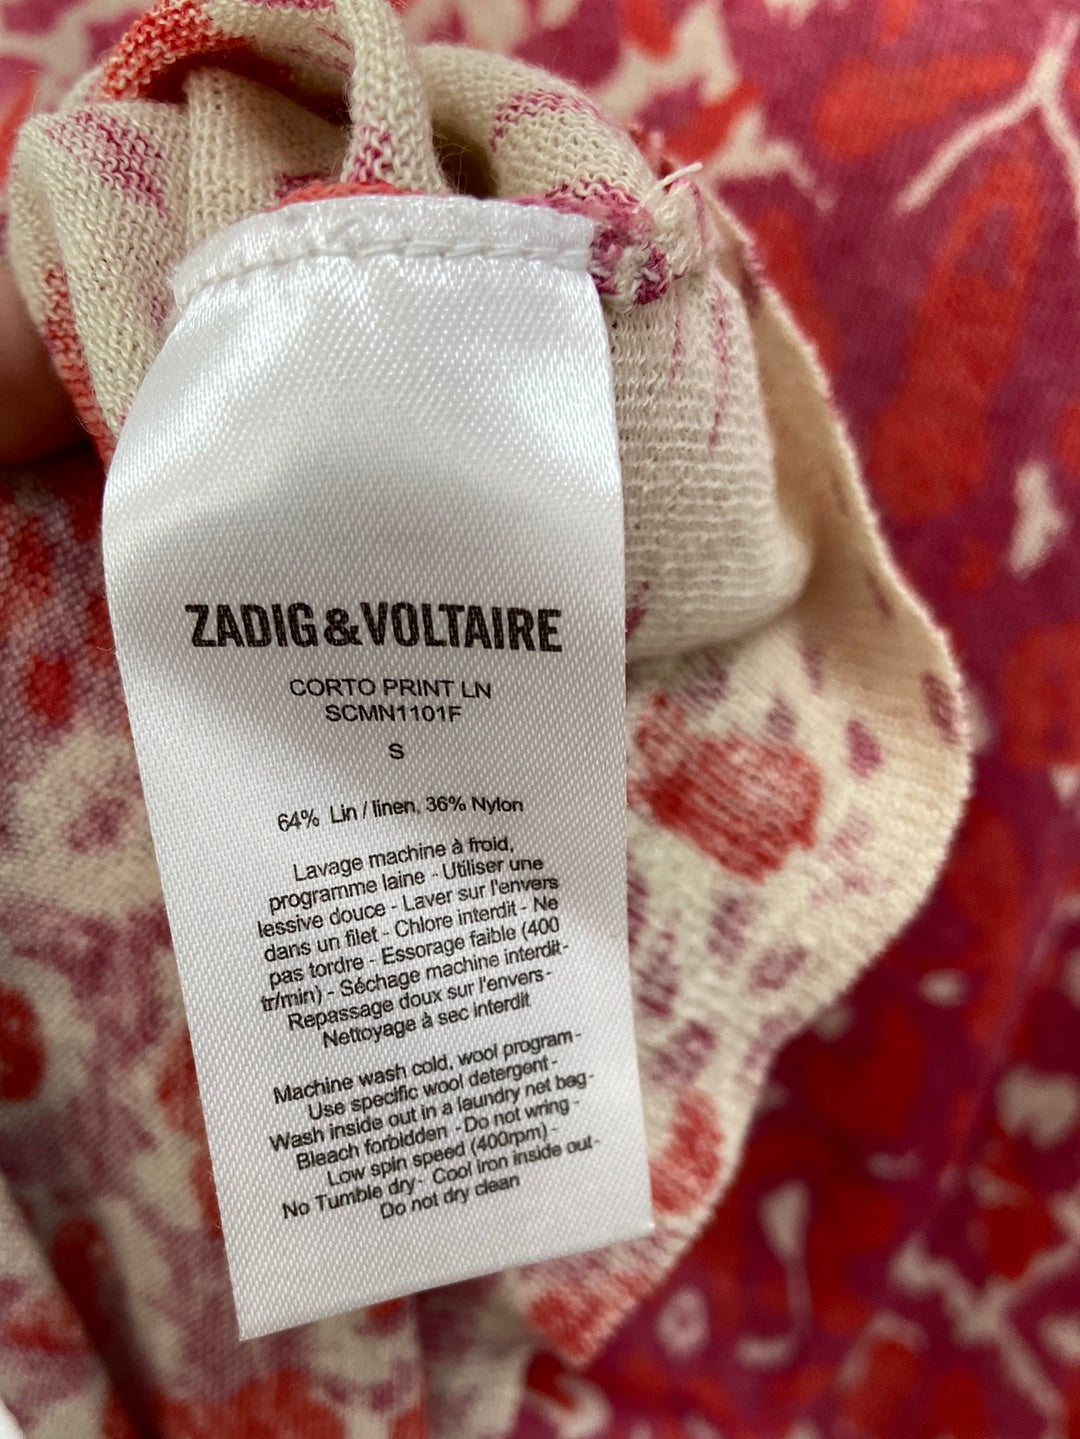 ZADIG&VOLTAIRE
CORTO PRINT LN
SCMN1101F
S
64% Lin / linen, 36% Nylon
Lavage machine à froid,
programme laine - Utiliser une
lessive douce - Laver sur l'envers
dans un filet - Chlore interdit - Ne
pas tordre - Essorage faible (400
tr/min) - Séchage machine interdit-
Repassage doux sur l'envers-
Nettoyage à sec interdit
Machine wash cold, wool program-
Use specific wool detergent-
Wash inside out in a laundry net bag-
Bleach forbidden -Do not wring -
Low spin speed (400rpm) -
No Tumble dry- Cool iron inside out-
Do not dry clean